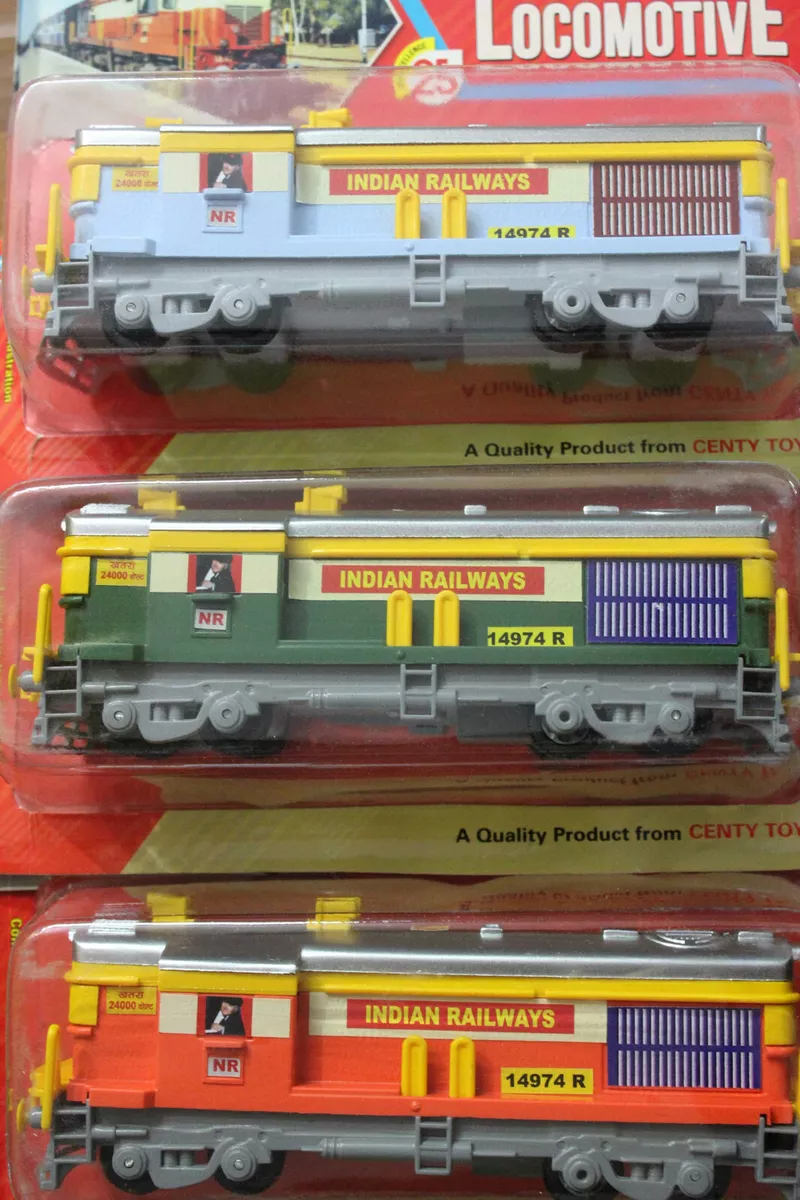 LOCOMOTIVE
खतरा
24000 वोल्ट
INDIAN RAILWAYS
NR
14974 R
A Quality Product from CENTY TOY
खतरा
24000 वोल्ट
INDIAN RAILWAYS
NR
14974 R
A Quality Product from CENTY TOY
खतरा
24000 वोल्ट
INDIAN RAILWAYS
NR
14974 R